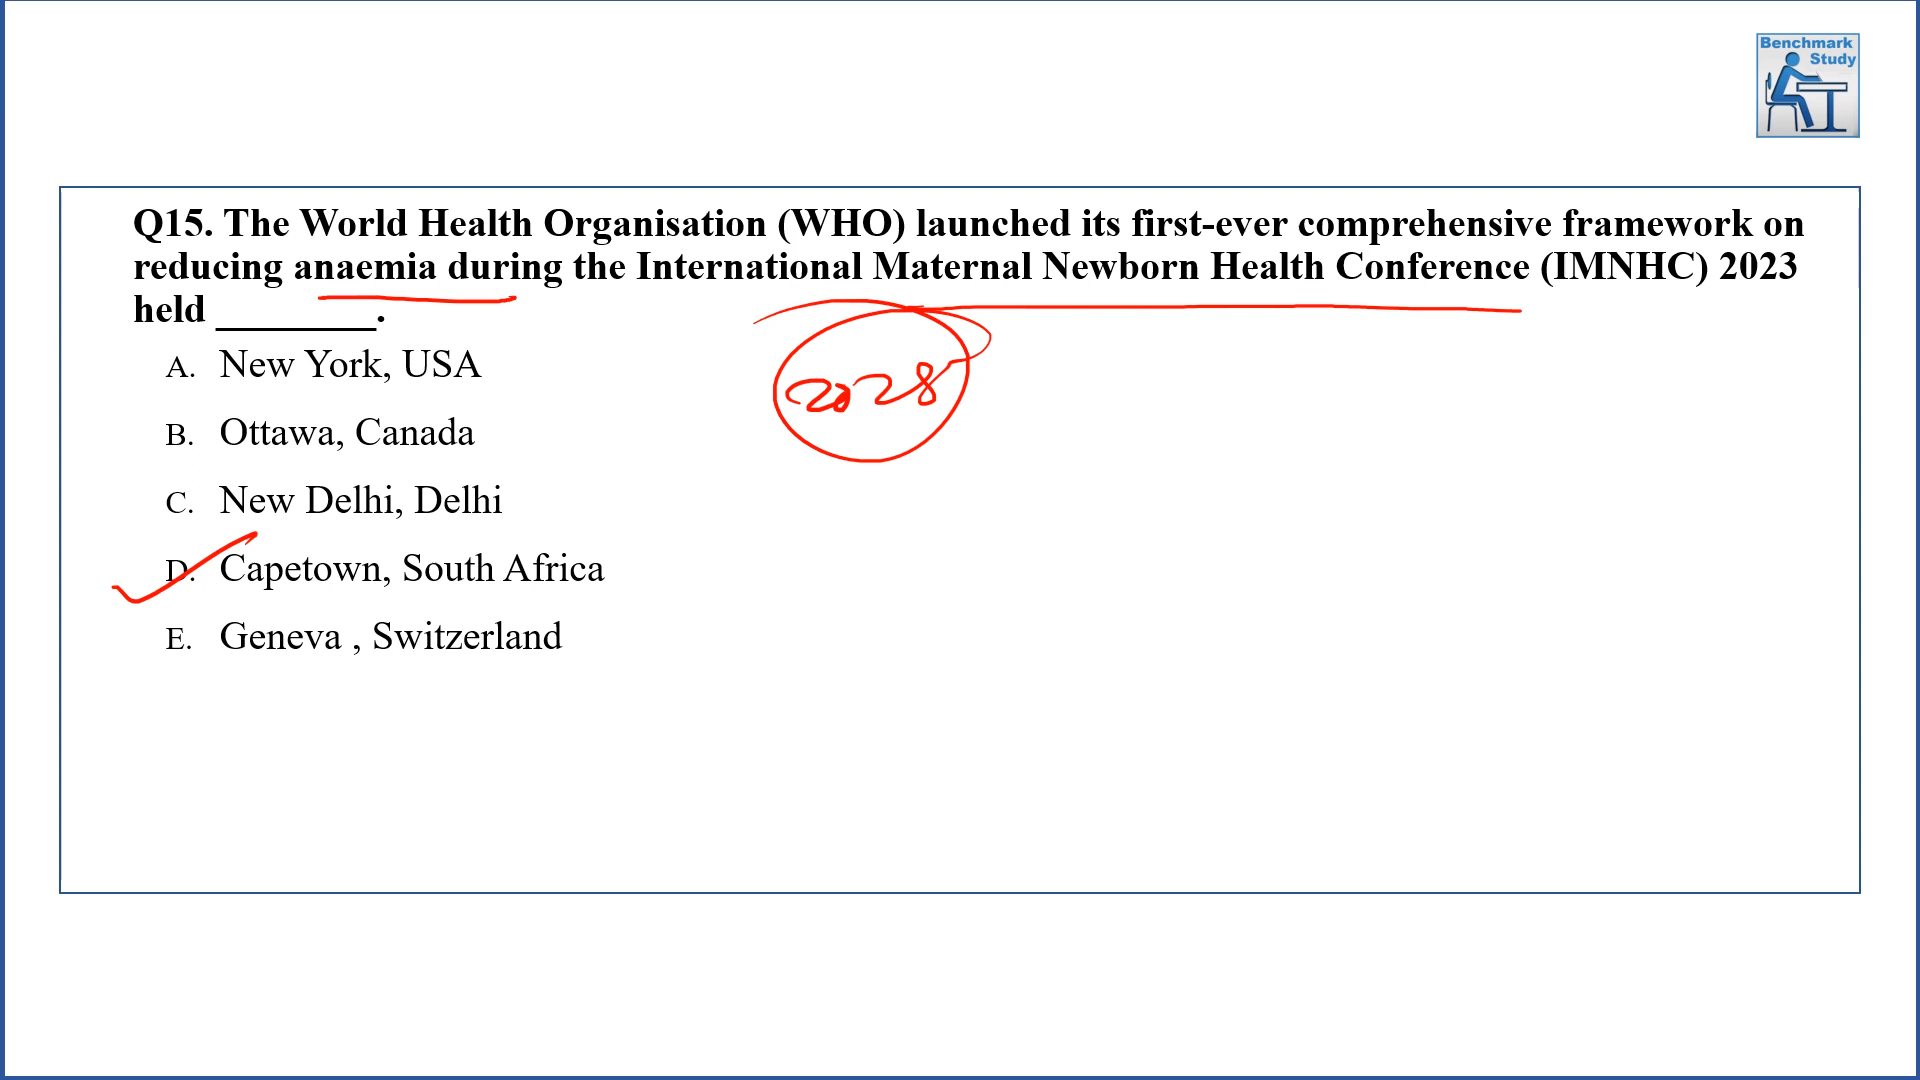 Benchmark
Study
Q15. The World Health Organisation (WHO) launched its first-ever comprehensive framework on
reducing anaemia during the International Maternal Newborn Health Conference (IMNHC) 2023
held ________.
A. New York, USA
2028
B. Ottawa, Canada
C. New Delhi, Delhi
D. Capetown, South Africa
E. Geneva , Switzerland